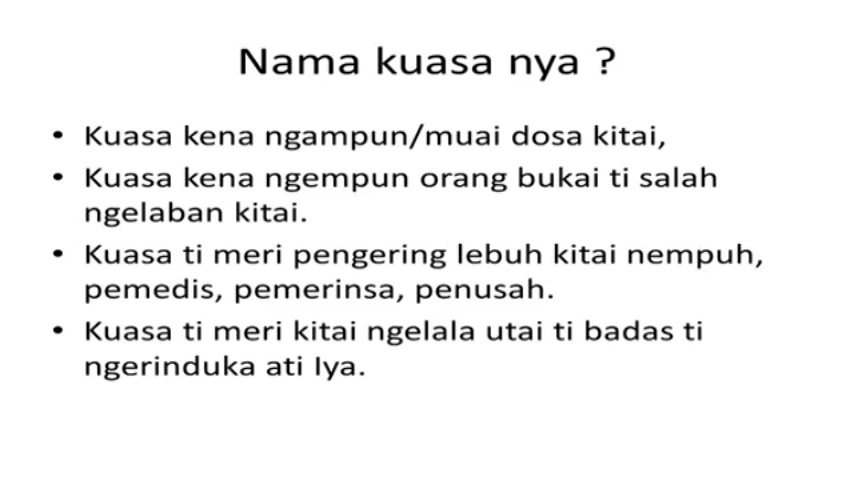 Nama kuasa nya ?
• Kuasa kena ngampun/muai dosa kitai,
• Kuasa kena ngempun orang bukai ti salah
ngelaban kitai.
• Kuasa ti meri pengering lebuh kitai nempuh,
pemedis, pemerinsa, penusah.
• Kuasa ti meri kitai ngelala utai ti badas ti
ngerinduka ati Iya.